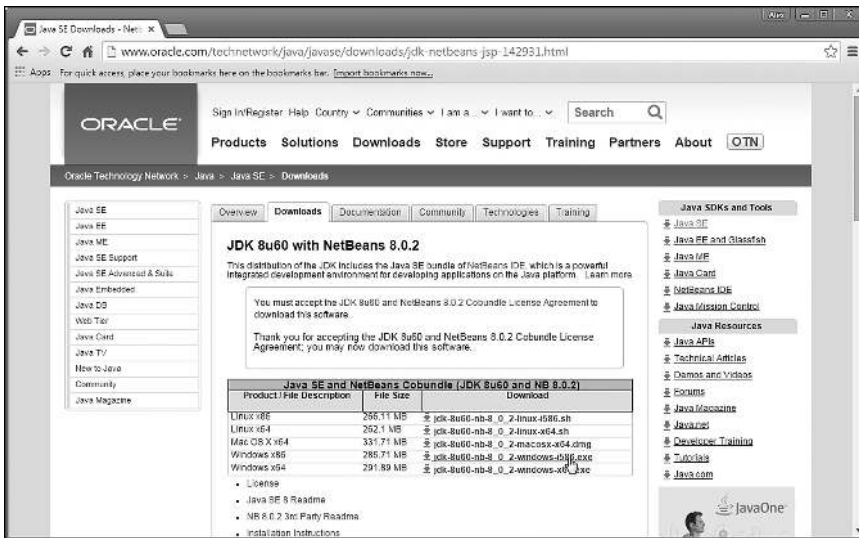 Java SE Downloads - Net
Alex
www.oracle.com/technetwork/java/javase/downloads/jdk-netbeans-jsp-142931.html
Apps For quick access, place your bookmarks here on the bookmarks bar. Import bookmarks now...
ORACLE
Sign In/Register Help Country Communities I am a... I want to... Search
Products Solutions Downloads Store Support Training Partners About OTN
Oracle Technology Network > Java > Java SE > Downloads
Java SE
Java EE
Java ME
Java SE Support
Java SE Advanced & Suite
Java Embedded
Java DB
Web Tier
Java Card
Java TV
New to Java
Community
Java Magazine
Overview Downloads Documentation Community Technologies Training
JDK 8u60 with NetBeans 8.0.2
This distribution of the JDK includes the Java SE bundle of NetBeans IDE, which is a powerful
integrated development environment for developing applications on the Java platform. Learn more
You must accept the JDK 8u60 and NetBeans 8.0.2 Cobundle License Agreement to
download this software.
Thank you for accepting the JDK 8u60 and NetBeans 8.0.2 Cobundle License
Agreement; you may now download this software.
Java SE and NetBeans Cobundle (JDK 8u60 and NB 8.0.2)
Product / File Description File Size Download
Linux x86 266.11 MB jdk-8u60-nb-8_0_2-linux-i586.sh
Linux x64 262.1 MB jdk-8u60-nb-8_0_2-linux-x64.sh
Mac OS X x64 331.71 MB jdk-8u60-nb-8_0_2-macosx-x64.dmg
Windows x86 285.71 MB jdk-8u60-nb-8_0_2-windows-i586.exe
Windows x64 291.89 MB jdk-8u60-nb-8_0_2-windows-x64.exe
License
Java SE 8 Readme
NB 8.0.2 3rd Party Readme
Installation Instructions
Java SDKs and Tools
Java SE
Java EE and Glassfish
Java ME
Java Card
NetBeans IDE
Java Mission Control
Java Resources
Java APIs
Technical Articles
Demos and Videos
Forums
Java Magazine
Java.net
Developer Training
Tutorials
Java.com
JavaOne